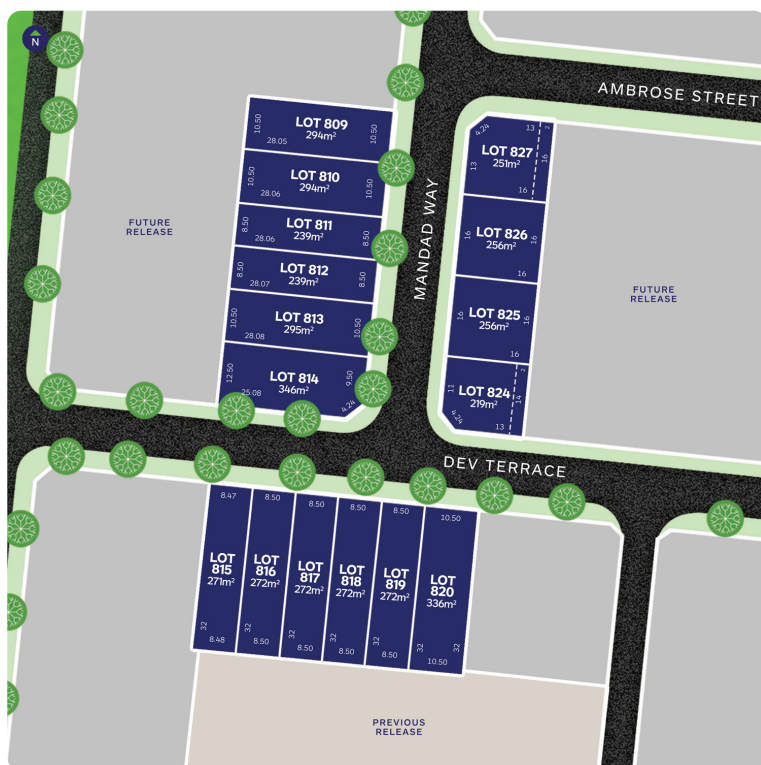 N
AMBROSE STREET
MANDAD WAY
DEV TERRACE
FUTURE
RELEASE
FUTURE
RELEASE
PREVIOUS
RELEASE
LOT 809
294m²
10.50
10.50
28.05
LOT 810
294m²
10.50
10.50
28.06
LOT 811
239m²
8.50
8.50
28.06
LOT 812
239m²
8.50
8.50
28.07
LOT 813
295m²
10.50
10.50
28.08
LOT 814
346m²
12.50
9.50
25.08
4.24
LOT 827
251m²
4.24
13
2
13
16
16
LOT 826
256m²
16
16
16
LOT 825
256m²
16
16
16
LOT 824
219m²
11
2
14
4.24
13
8.47
LOT
815
271m²
32
8.48
8.50
LOT
816
272m²
32
8.50
8.50
LOT
817
272m²
32
8.50
8.50
LOT
818
272m²
32
8.50
8.50
LOT
819
272m²
32
8.50
10.50
LOT
820
336m²
32
32
10.50